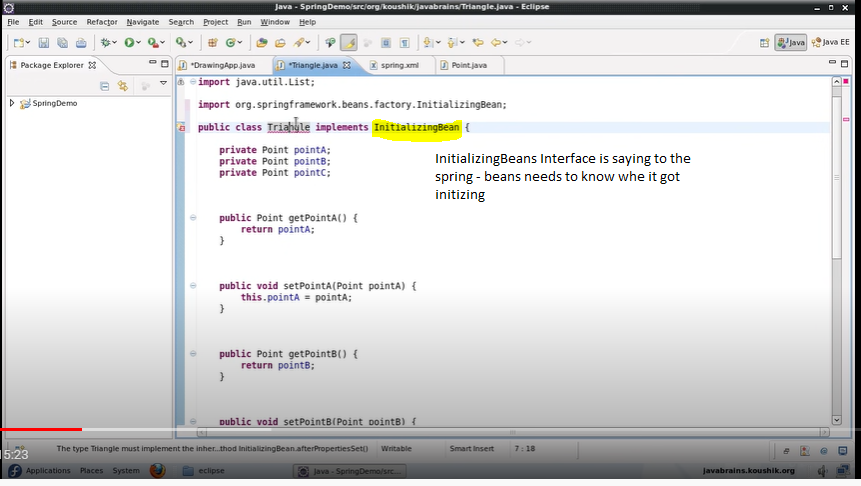 Java - SpringDemo/src/org/koushik/javabrains/Triangle.java - Eclipse
File Edit Source Refactor Navigate Search Project Run Window Help
Java Java EE
Package Explorer
*DrawingApp.java *Triangle.java spring.xml Point.java
SpringDemo
import java.util.List;
import org.springframework.beans.factory.InitializingBean;
public class Triangle implements InitializingBean {
private Point pointA;
private Point pointB;
private Point pointC;
InitializingBeans Interface is saying to the
spring - beans needs to know whe it got
initizing
public Point getPointA() {
return pointA;
}
public void setPointA(Point pointA) {
this.pointA = pointA;
}
public Point getPointB() {
return pointB;
}
public void setPointB(Point pointB) {
The type Triangle must implement the inher...thod InitializingBean.afterPropertiesSet() Writable Smart Insert 7 : 18
15:23
Applications Places System eclipse Java - SpringDemo/src... javabrains.koushik.org